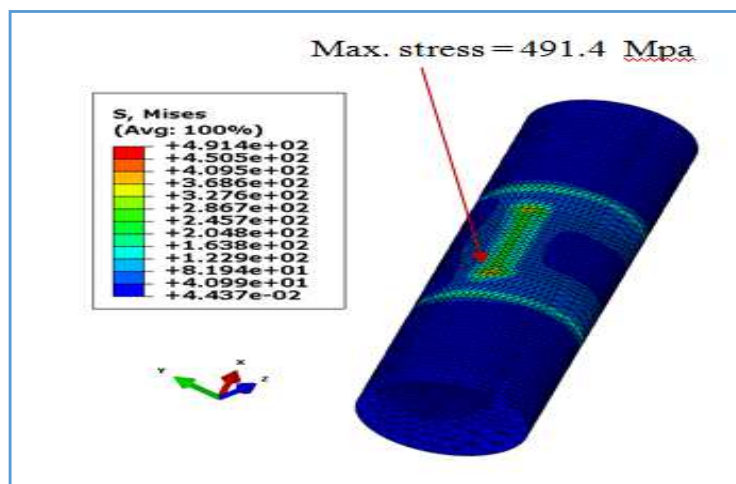 Max. stress = 491.4 Mpa
S, Mises
(Avg: 100%)
+4.914e+02
+4.505e+02
+4.095e+02
+3.686e+02
+3.276e+02
+2.867e+02
+2.457e+02
+2.048e+02
+1.638e+02
+1.229e+02
+8.194e+01
+4.099e+01
+4.437e-02
Y
X
Z